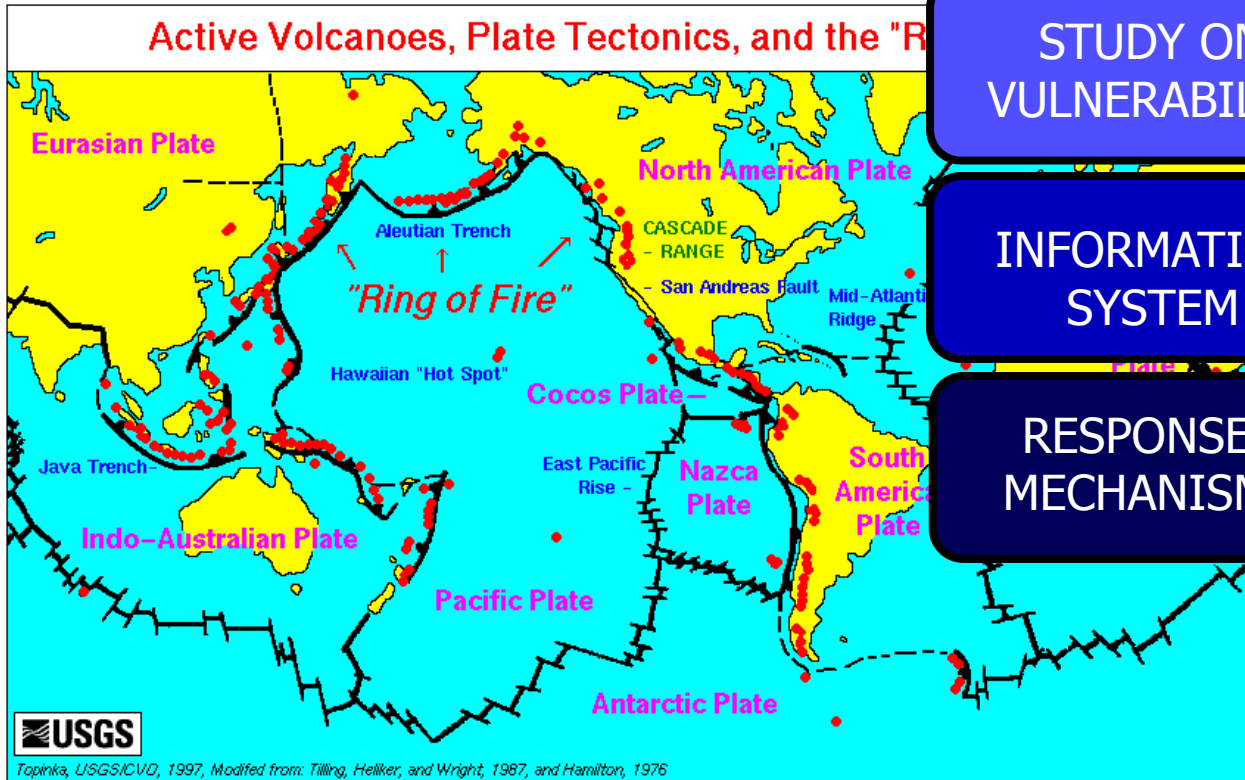 Active Volcanoes, Plate Tectonics, and the "R
STUDY ON
VULNERABIL
Eurasian Plate
North American Plate
CASCADE
- RANGE
Aleutian Trench
"Ring of Fire"
- San Andreas Fault
Mid-Atlanti
Ridge
INFORMATI
SYSTEM
Hawaiian "Hot Spot"
Cocos Plate-
Plate
RESPONSE
MECHANISM
Java Trench-
East Pacific
Rise -
Nazca
Plate
South
America
Plate
Indo-Australian Plate
Pacific Plate
Antarctic Plate
USGS
Topinka, USGS/CVO, 1997, Modifed from: Tilling, Heliker, and Wright, 1987, and Hamilton, 1976